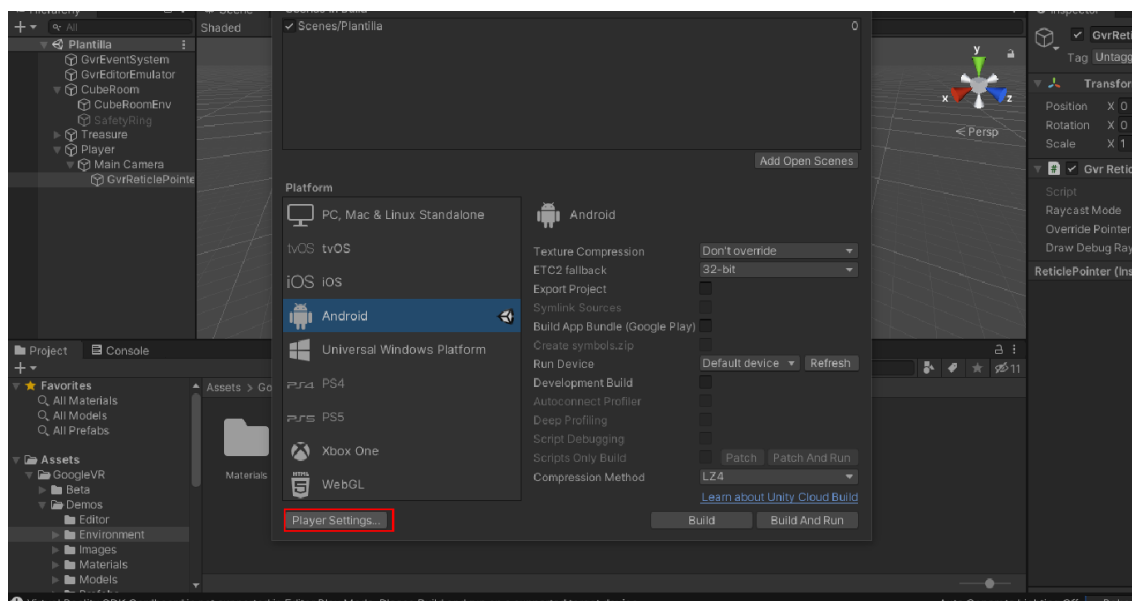 All
Shaded
Plantilla
GvrEventSystem
GvrEditorEmulator
CubeRoom
CubeRoomEnv
SafetyRing
Treasure
Player
Main Camera
GvrReticlePointe
Scenes/Plantilla 0
Add Open Scenes
Platform
PC, Mac & Linux Standalone
tvOS tvOS
iOS iOS
Android
Universal Windows Platform
PS4 PS4
PS5 PS5
Xbox One
HTML 5 WebGL
Player Settings...
Android
Texture Compression Don't override
ETC2 fallback 32-bit
Export Project
Symlink Sources
Build App Bundle (Google Play)
Create symbols.zip
Run Device Default device Refresh
Development Build
Autoconnect Profiler
Deep Profiling
Script Debugging
Scripts Only Build Patch Patch And Run
Compression Method LZ4
Learn about Unity Cloud Build
Build Build And Run
y
x z
Persp
Inspector
GvrReti
Tag Untagg
Transfor
Position X 0
Rotation X 0
Scale X 1
# Gvr Retic
Script
Raycast Mode
Override Pointer
Draw Debug Ray
ReticlePointer (Ins
Project Console
11
Favorites
All Materials
All Models
All Prefabs
Assets
GoogleVR
Beta
Demos
Editor
Environment
Images
Materials
Models
Assets > Go
Materials